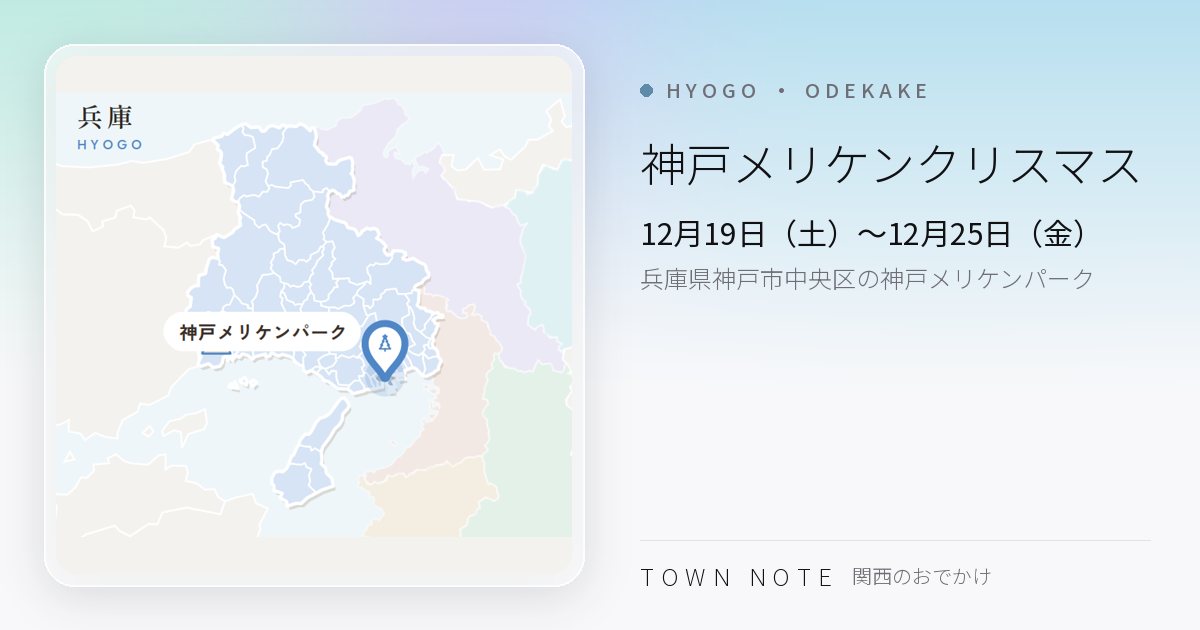 兵庫
HYOGO
神戸メリケンパーク
HYOGO ・ ODEKAKE
神戸メリケンクリスマス
12月19日（土）〜12月25日（金）
兵庫県神戸市中央区の神戸メリケンパーク
TOWN NOTE 関西のおでかけ